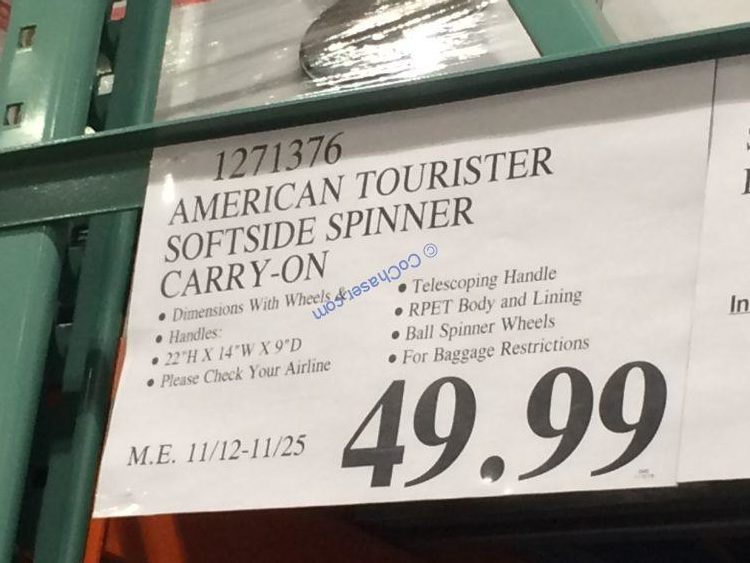 1271376
AMERICAN TOURISTER
SOFTSIDE SPINNER
CARRY-ON
• Dimensions With Wheels &
• Handles:
• 22"H X 14"W X 9"D
• Please Check Your Airline
• Telescoping Handle
• RPET Body and Lining
• Ball Spinner Wheels
• For Baggage Restrictions
M.E. 11/12-11/25
49.99
© CoChaser.com
In